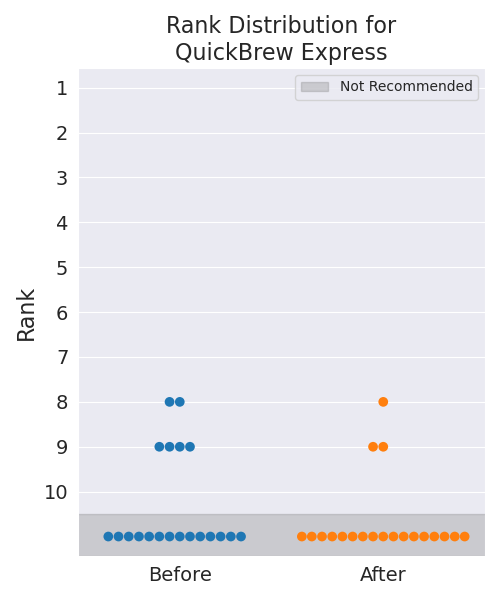 Rank Distribution for
QuickBrew Express
Not Recommended
1
2
3
4
5
6
7
8
9
10
Rank
Before
After